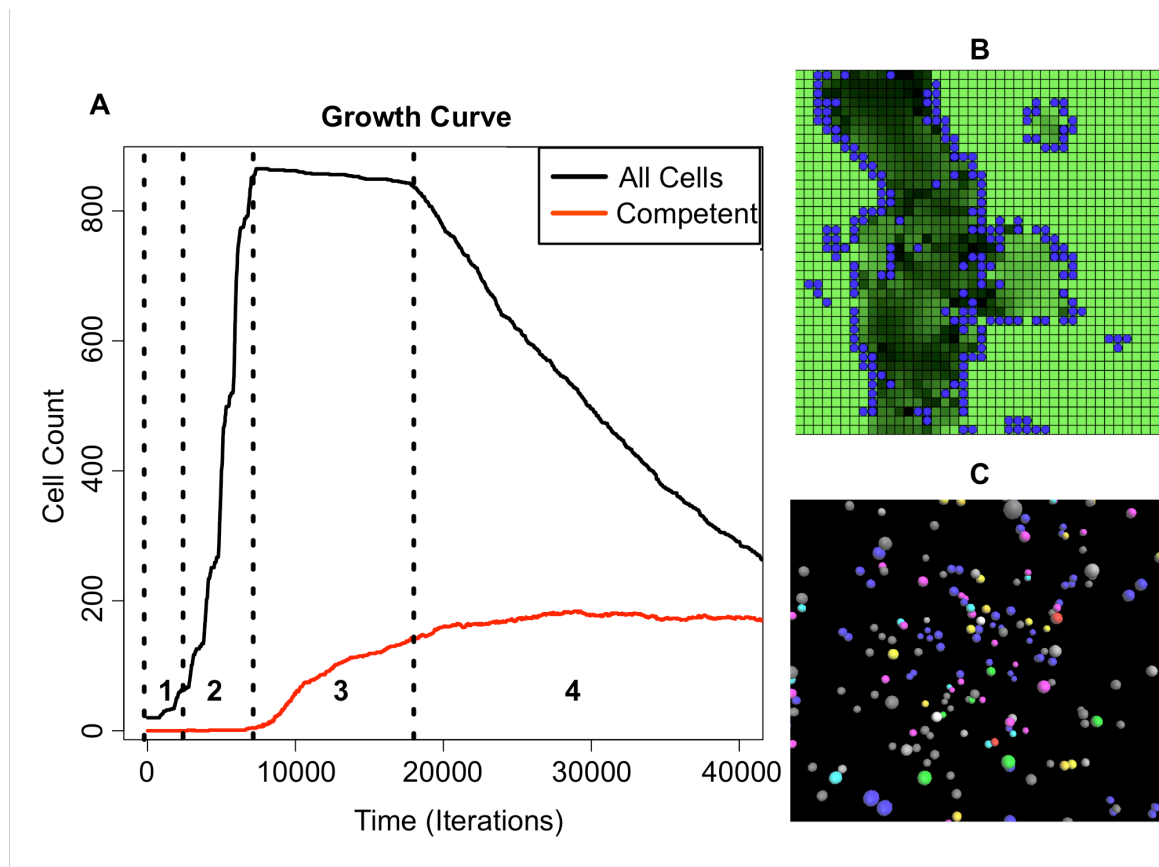 A
Growth Curve
All Cells
Competent
Cell Count
0
200
400
600
800
1
2
3
4
0
10000
20000
30000
40000
Time (Iterations)
B
C